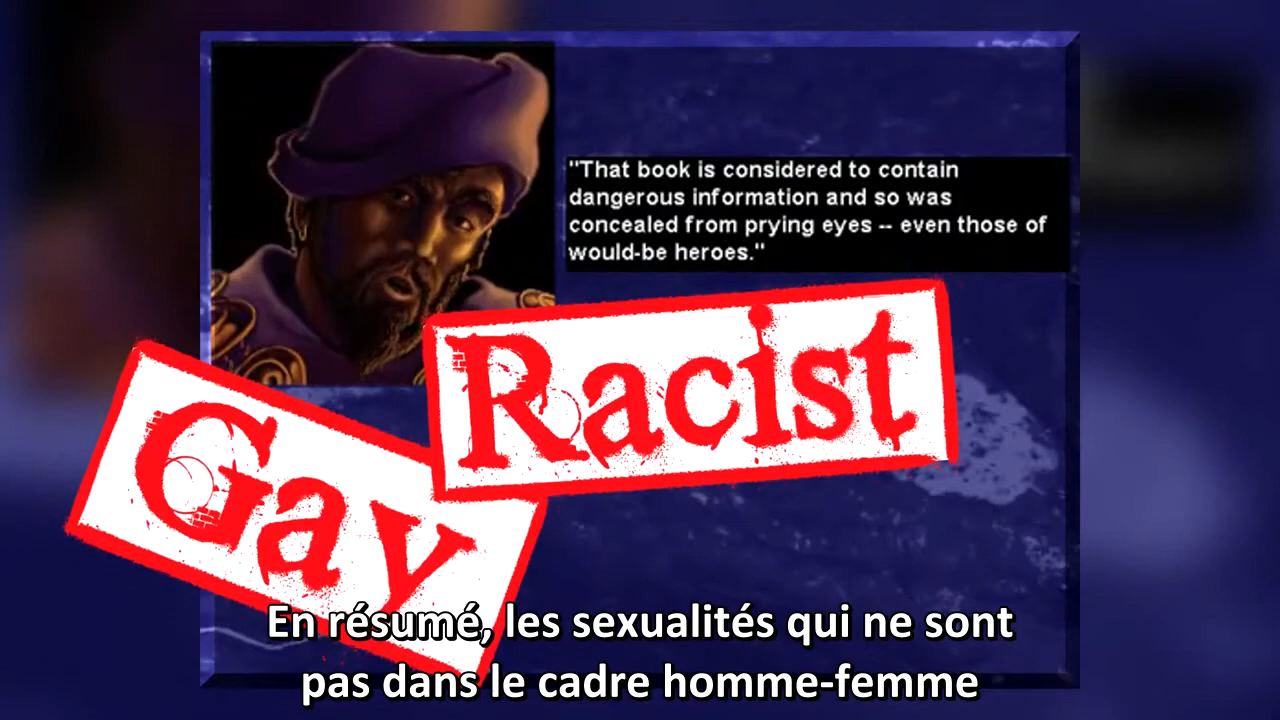 "That book is considered to contain
dangerous information and so was
concealed from prying eyes -- even those of
would-be heroes."
Racist
Gay
En résumé, les sexualités qui ne sont
pas dans le cadre homme-femme